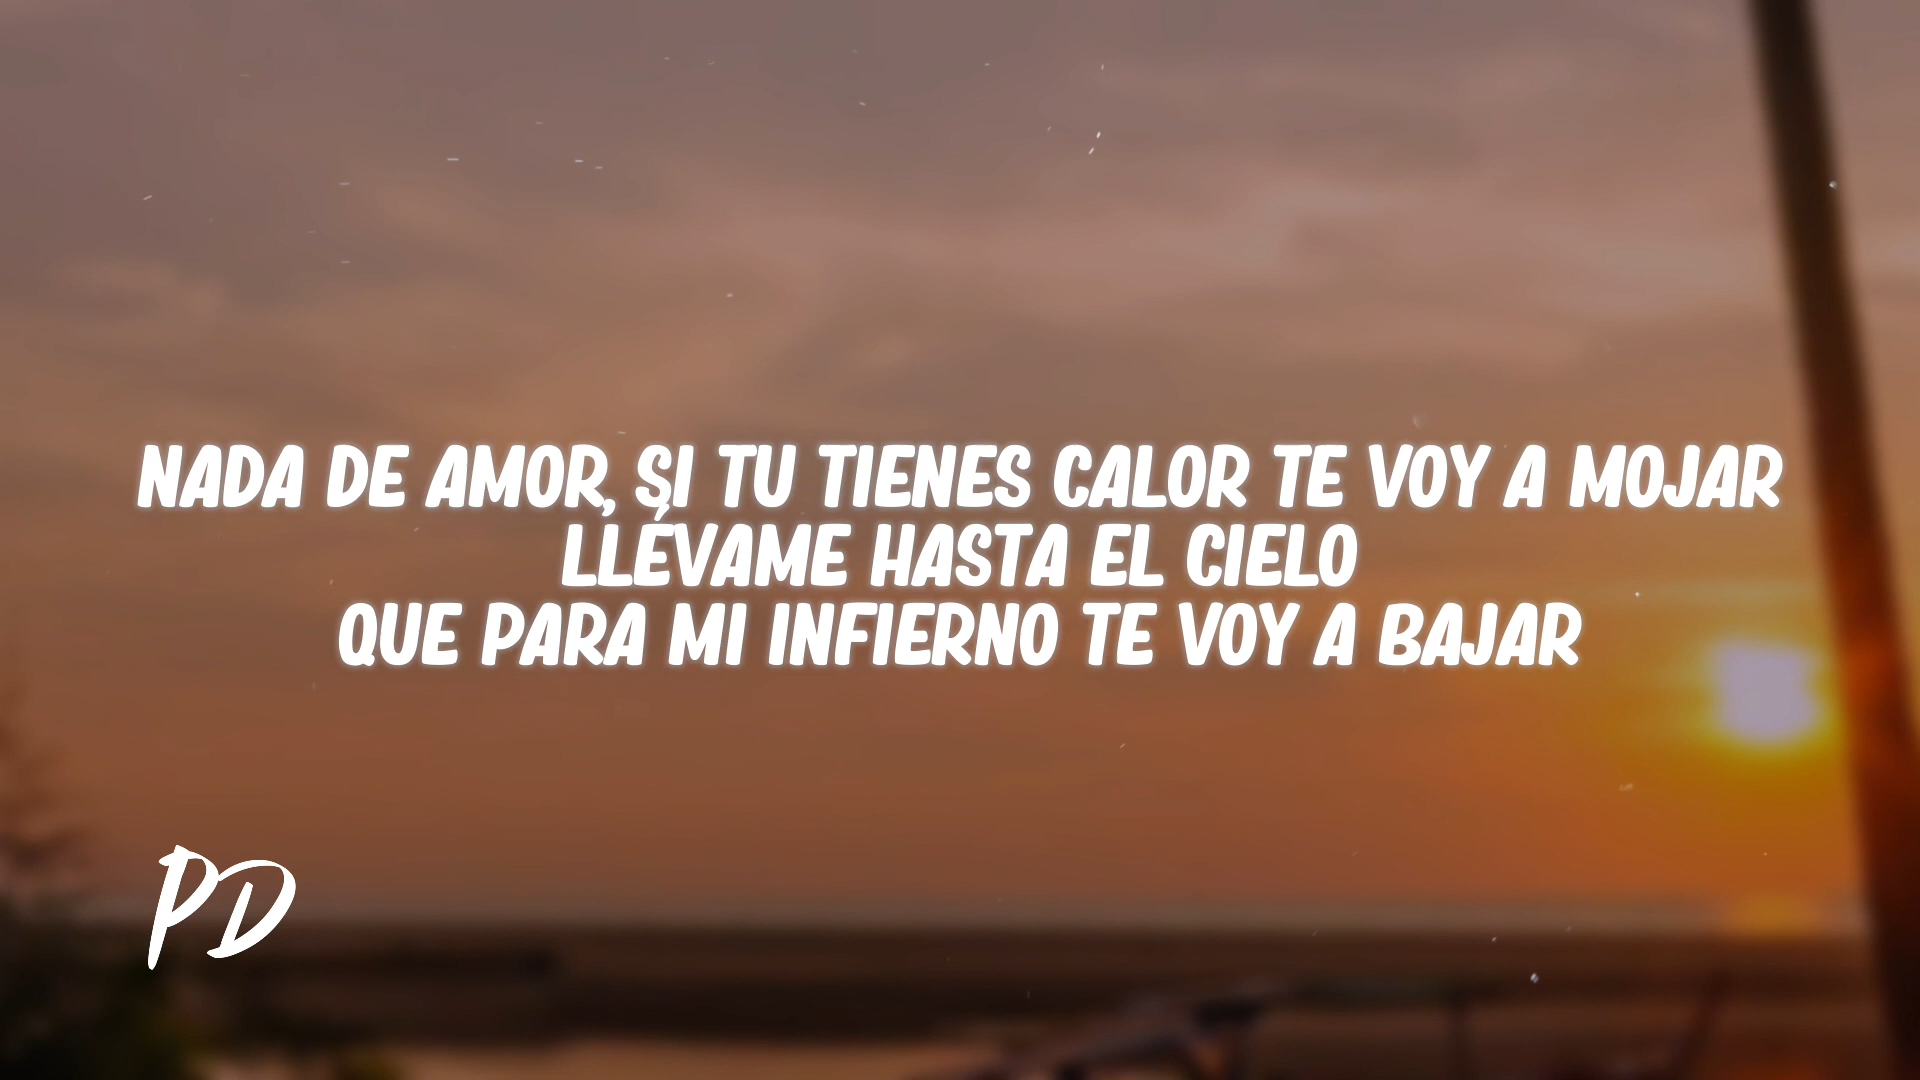 NADA DE AMOR, SI TU TIENES CALOR TE VOY A MOJAR
LLÉVAME HASTA EL CIELO
QUE PARA MI INFIERNO TE VOY A BAJAR
PD